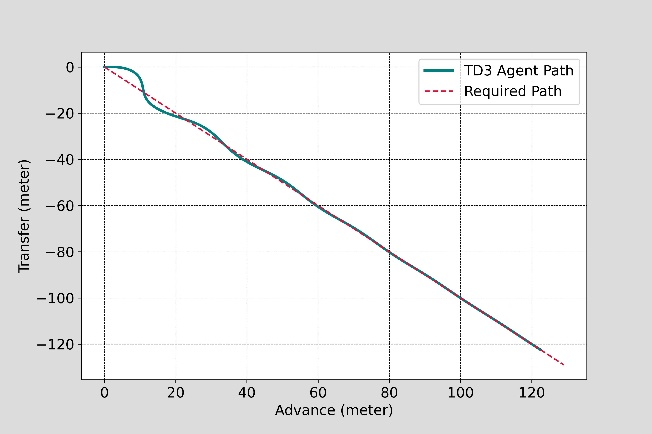 TD3 Agent Path
Required Path
0
−20
−40
−60
−80
−100
−120
Transfer (meter)
0 20 40 60 80 100 120
Advance (meter)